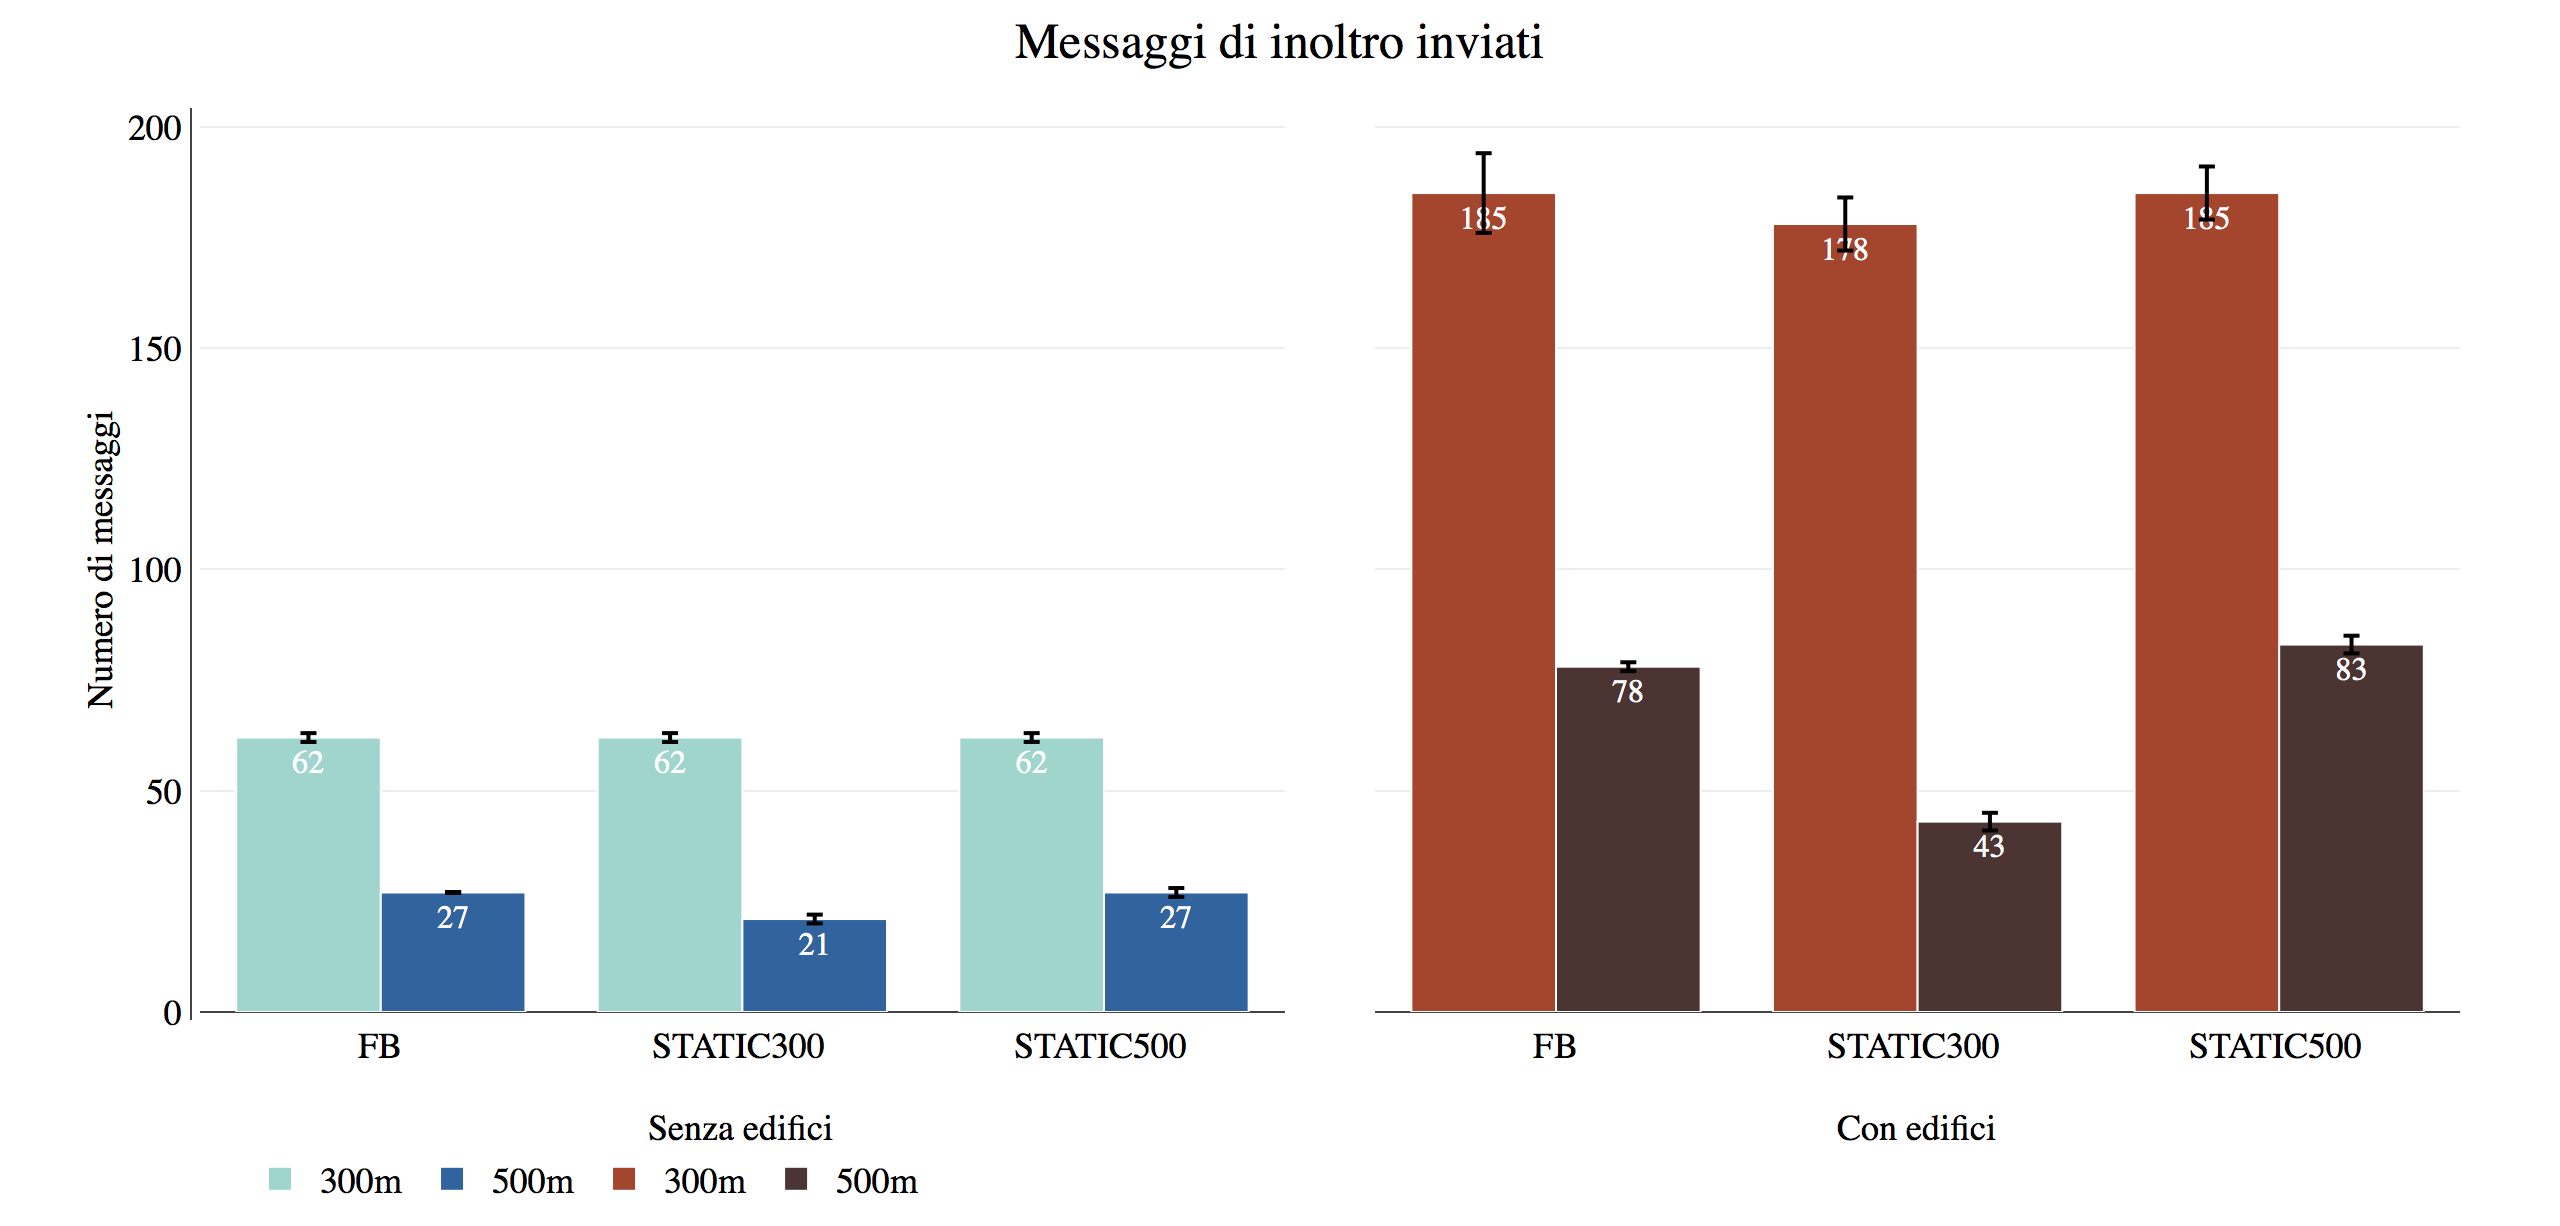 Messaggi di inoltro inviati
Numero di messaggi
200
150
100
50
0
62
27
62
21
62
27
185
78
178
43
185
83
FB STATIC300 STATIC500
FB STATIC300 STATIC500
Senza edifici
Con edifici
300m 500m 300m 500m